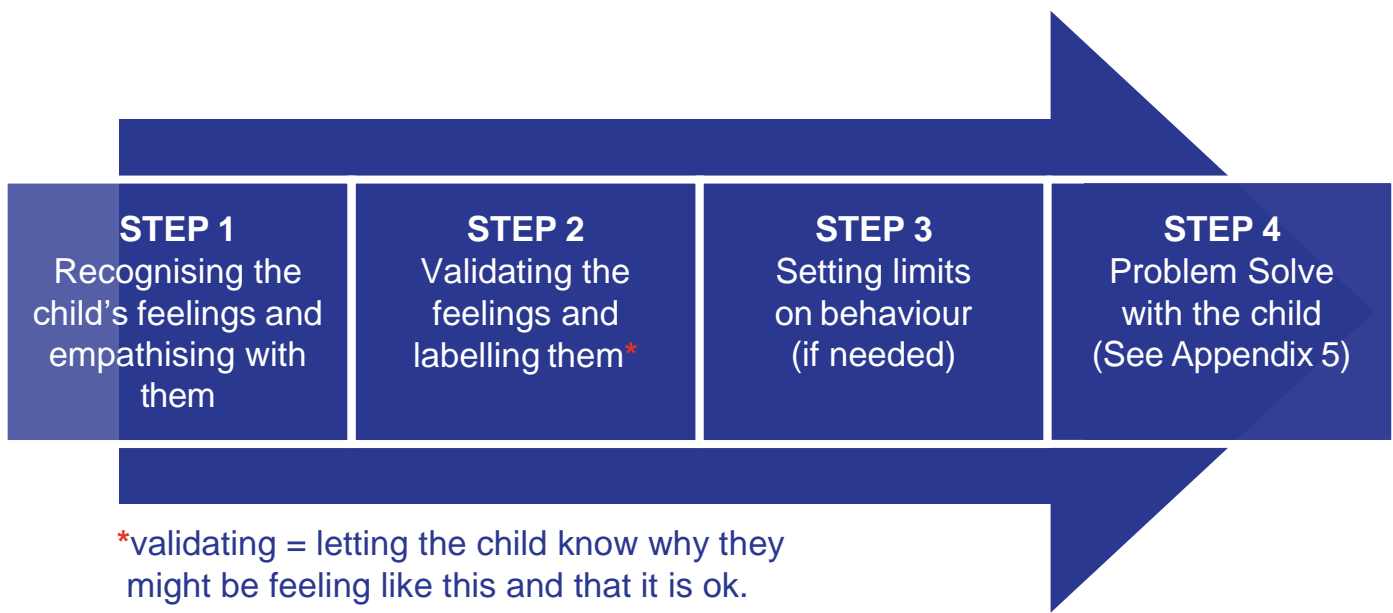 STEP 1
Recognising the
child's feelings and
empathising with
them
STEP 2
Validating the
feelings and
labelling them*
STEP 3
Setting limits
on behaviour
(if needed)
STEP 4
Problem Solve
with the child
(See Appendix 5)
*validating = letting the child know why they
might be feeling like this and that it is ok.